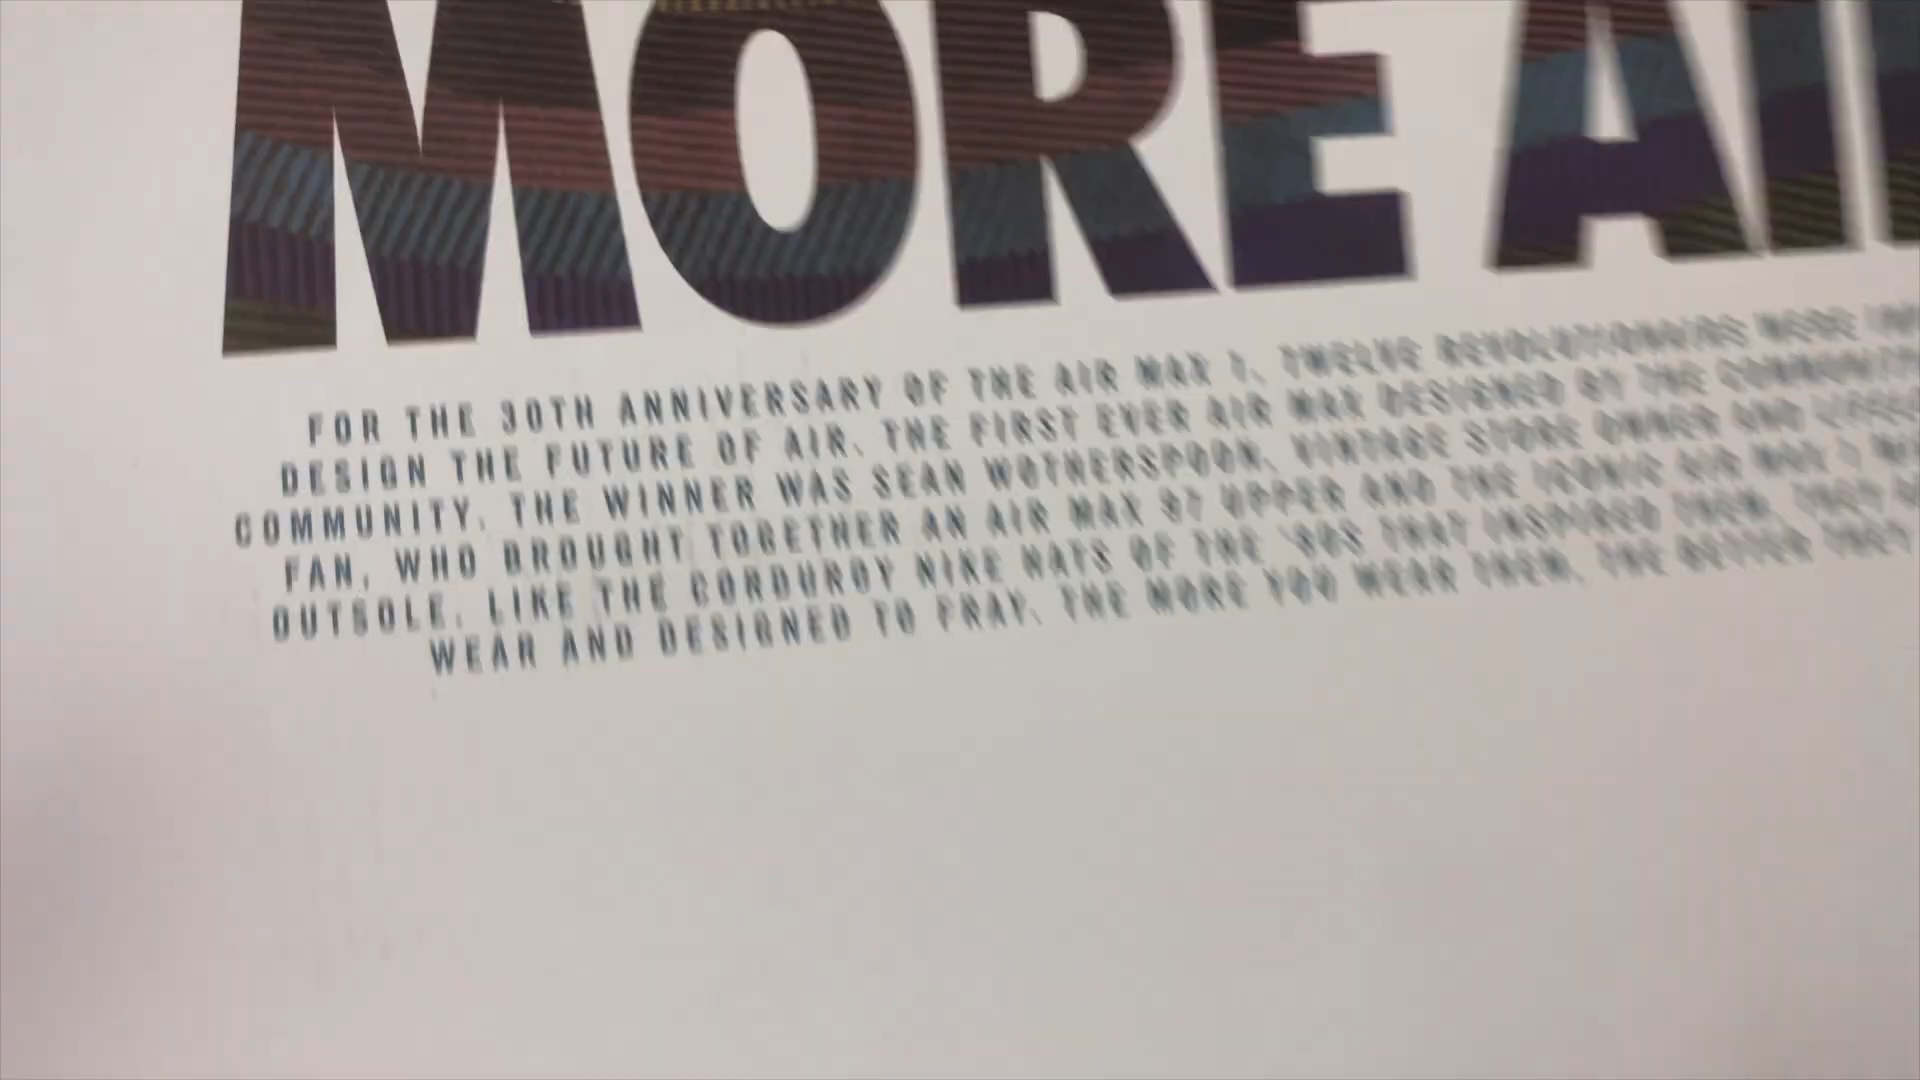 MORE
FOR THE 30TH ANNIVERSARY OF THE AIR MAX 1, TWELVE REVOLUTIONAIRS WERE
DESIGN THE FUTURE OF AIR. THE FIRST EVER AIR MAX DESIGNED BY THE
COMMUNITY. THE WINNER WAS SEAN WOTHERSPOON, VINTAGE STORE OWNER AND
FAN, WHO BROUGHT TOGETHER AN AIR MAX 97 UPPER AND THE ICONIC AIR MAX 1
OUTSOLE. LIKE THE CORDUROY NIKE HATS OF THE '80S THAT INSPIRED THEM, THEY
WEAR AND DESIGNED TO FRAY. THE MORE YOU WEAR THEM, THE BETTER THEY